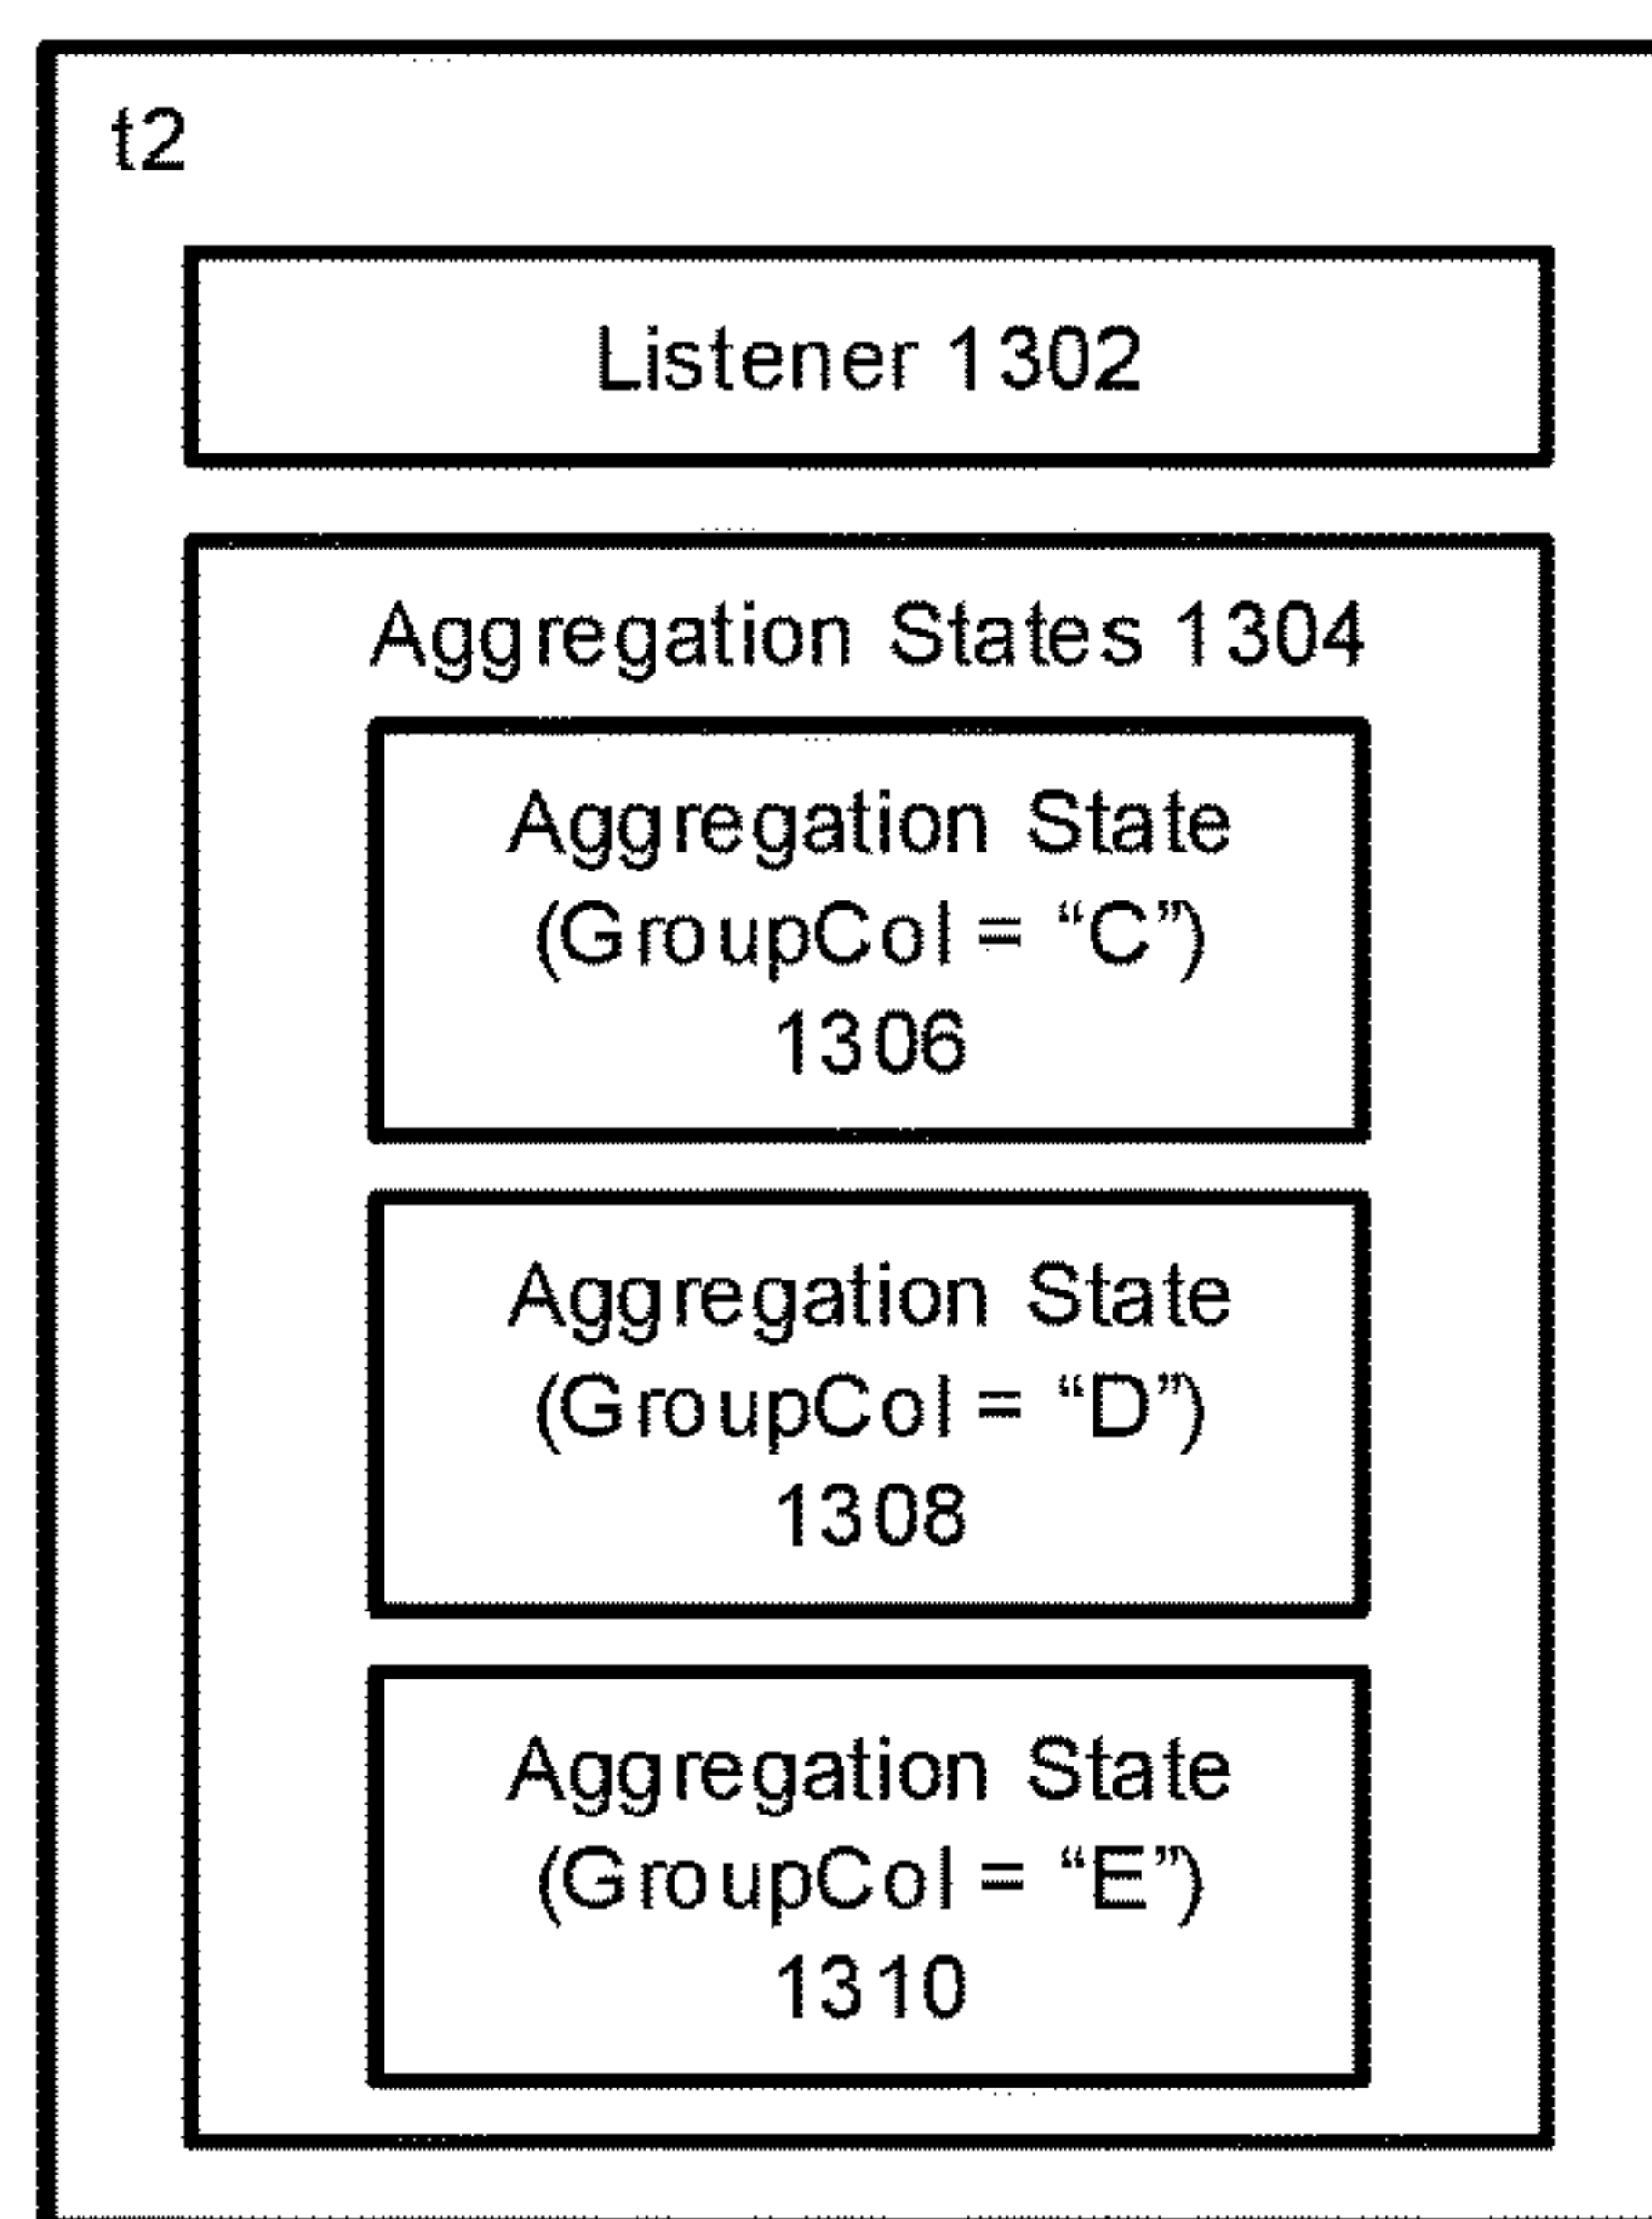 t2
Listener 1302
Aggregation States 1304
Aggregation State
(GroupCol = “C”)
1306
Aggregation State
(GroupCol = “D”)
1308
Aggregation State
(GroupCol = “E”)
1310